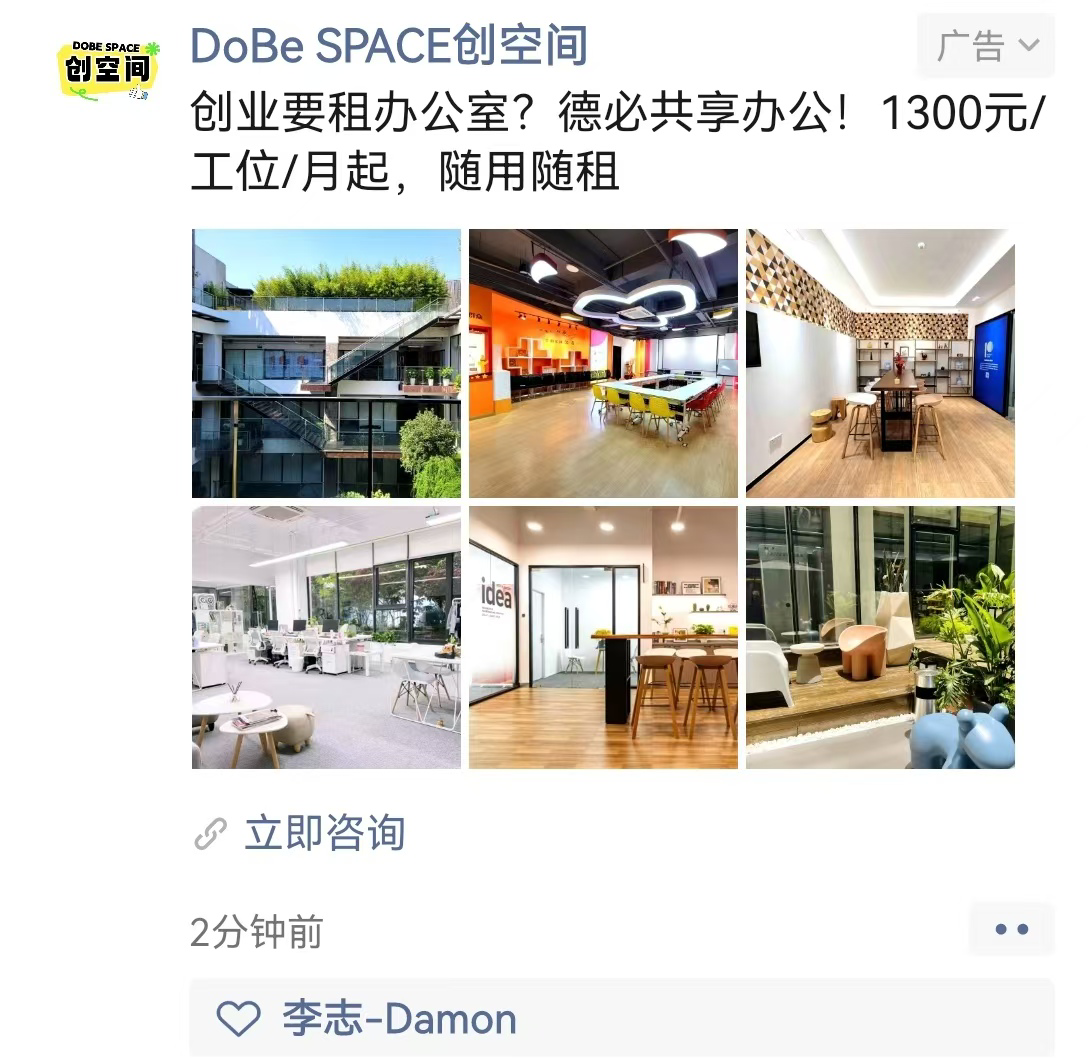 DOBE SPACE
创空间
DoBe SPACE创空间
广告
创业要租办公室？德必共享办公！1300元/
工位/月起，随用随租
idea
立即咨询
2分钟前
李志-Damon